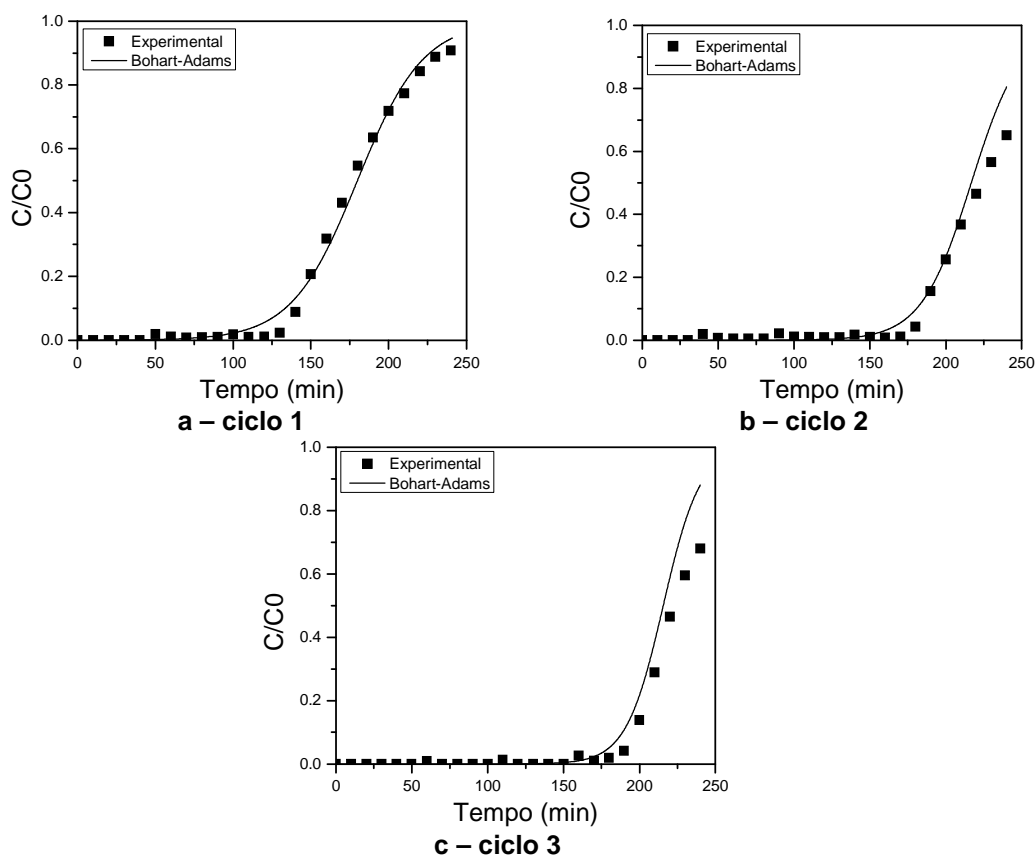 1.0
0.8
0.6
0.4
0.2
0.0
C/C0
Experimental
Bohart-Adams
0 50 100 150 200 250
Tempo (min)
a – ciclo 1
1.0
0.8
0.6
0.4
0.2
0.0
C/C0
Experimental
Bohart-Adams
0 50 100 150 200 250
Tempo (min)
b – ciclo 2
1.0
0.8
0.6
0.4
0.2
0.0
C/C0
Experimental
Bohart-Adams
0 50 100 150 200 250
Tempo (min)
c – ciclo 3